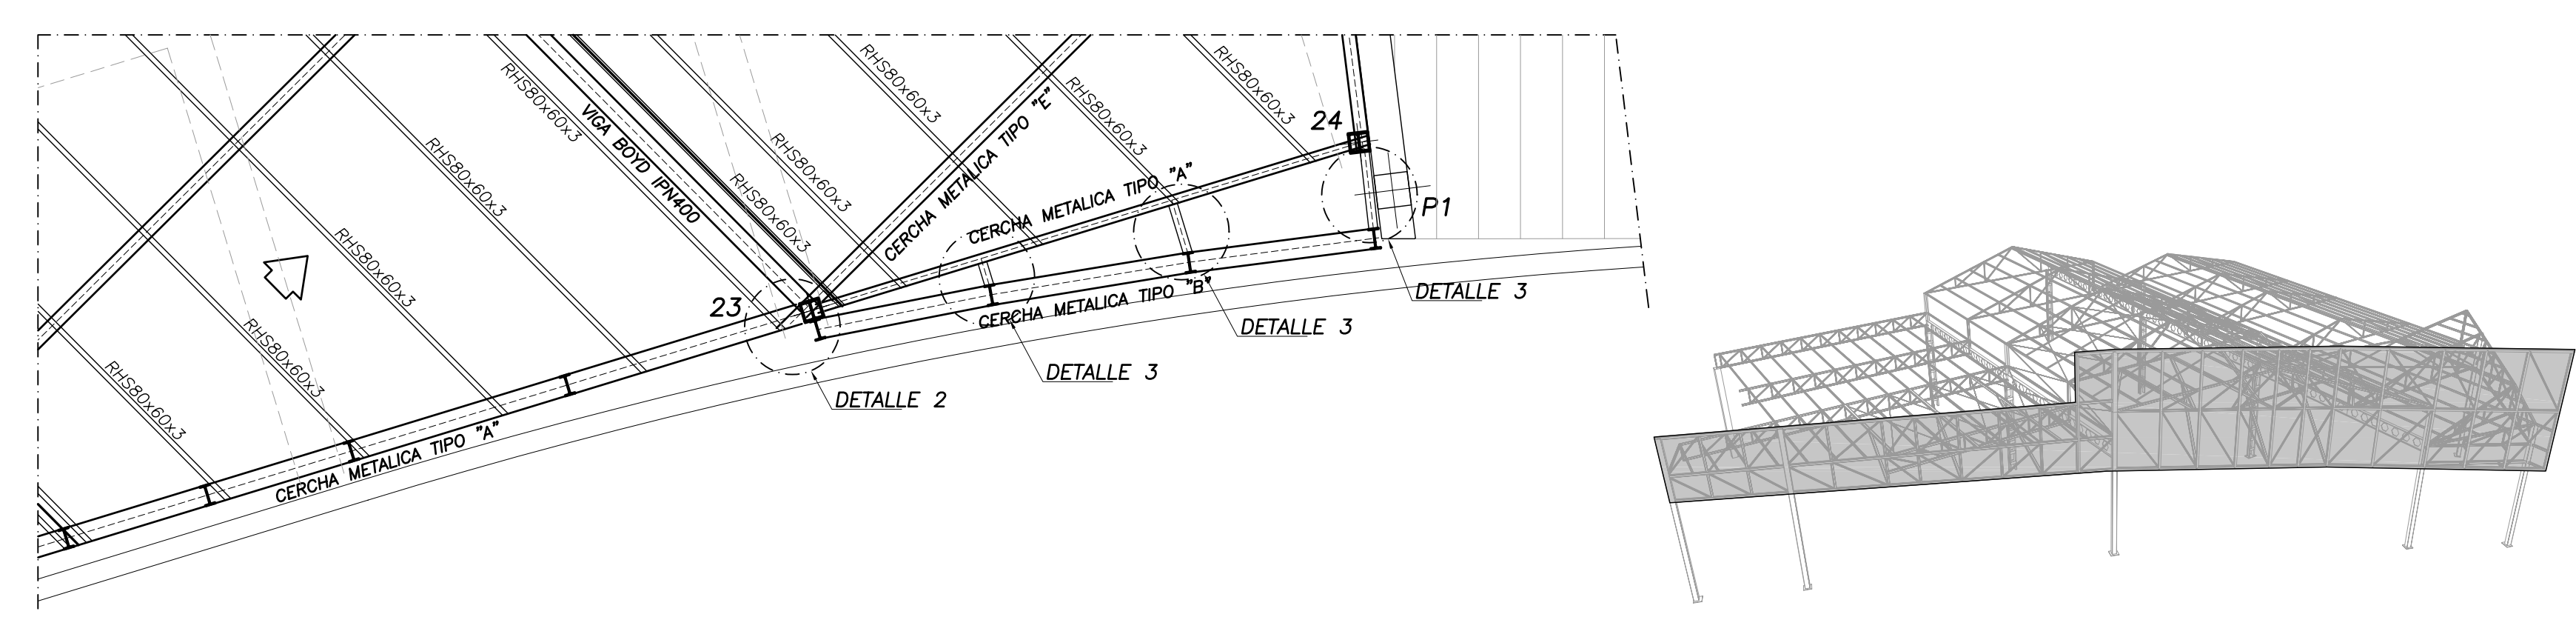 RHS80x60x3
RHS80x60x3
RHS80x60x3
RHS80x60x3
RHS80x60x3
VIGA BOYD IPN400
CERCHA METALICA TIPO "E"
24
RHS80x60x3
RHS80x60x3
RHS80x60x3
RHS80x60x3
CERCHA METALICA TIPO "A"
P1
RHS80x60x3
RHS80x60x3
RHS80x60x3
23
CERCHA METALICA TIPO "B"
DETALLE 3
DETALLE 3
DETALLE 3
DETALLE 2
CERCHA METALICA TIPO "A"